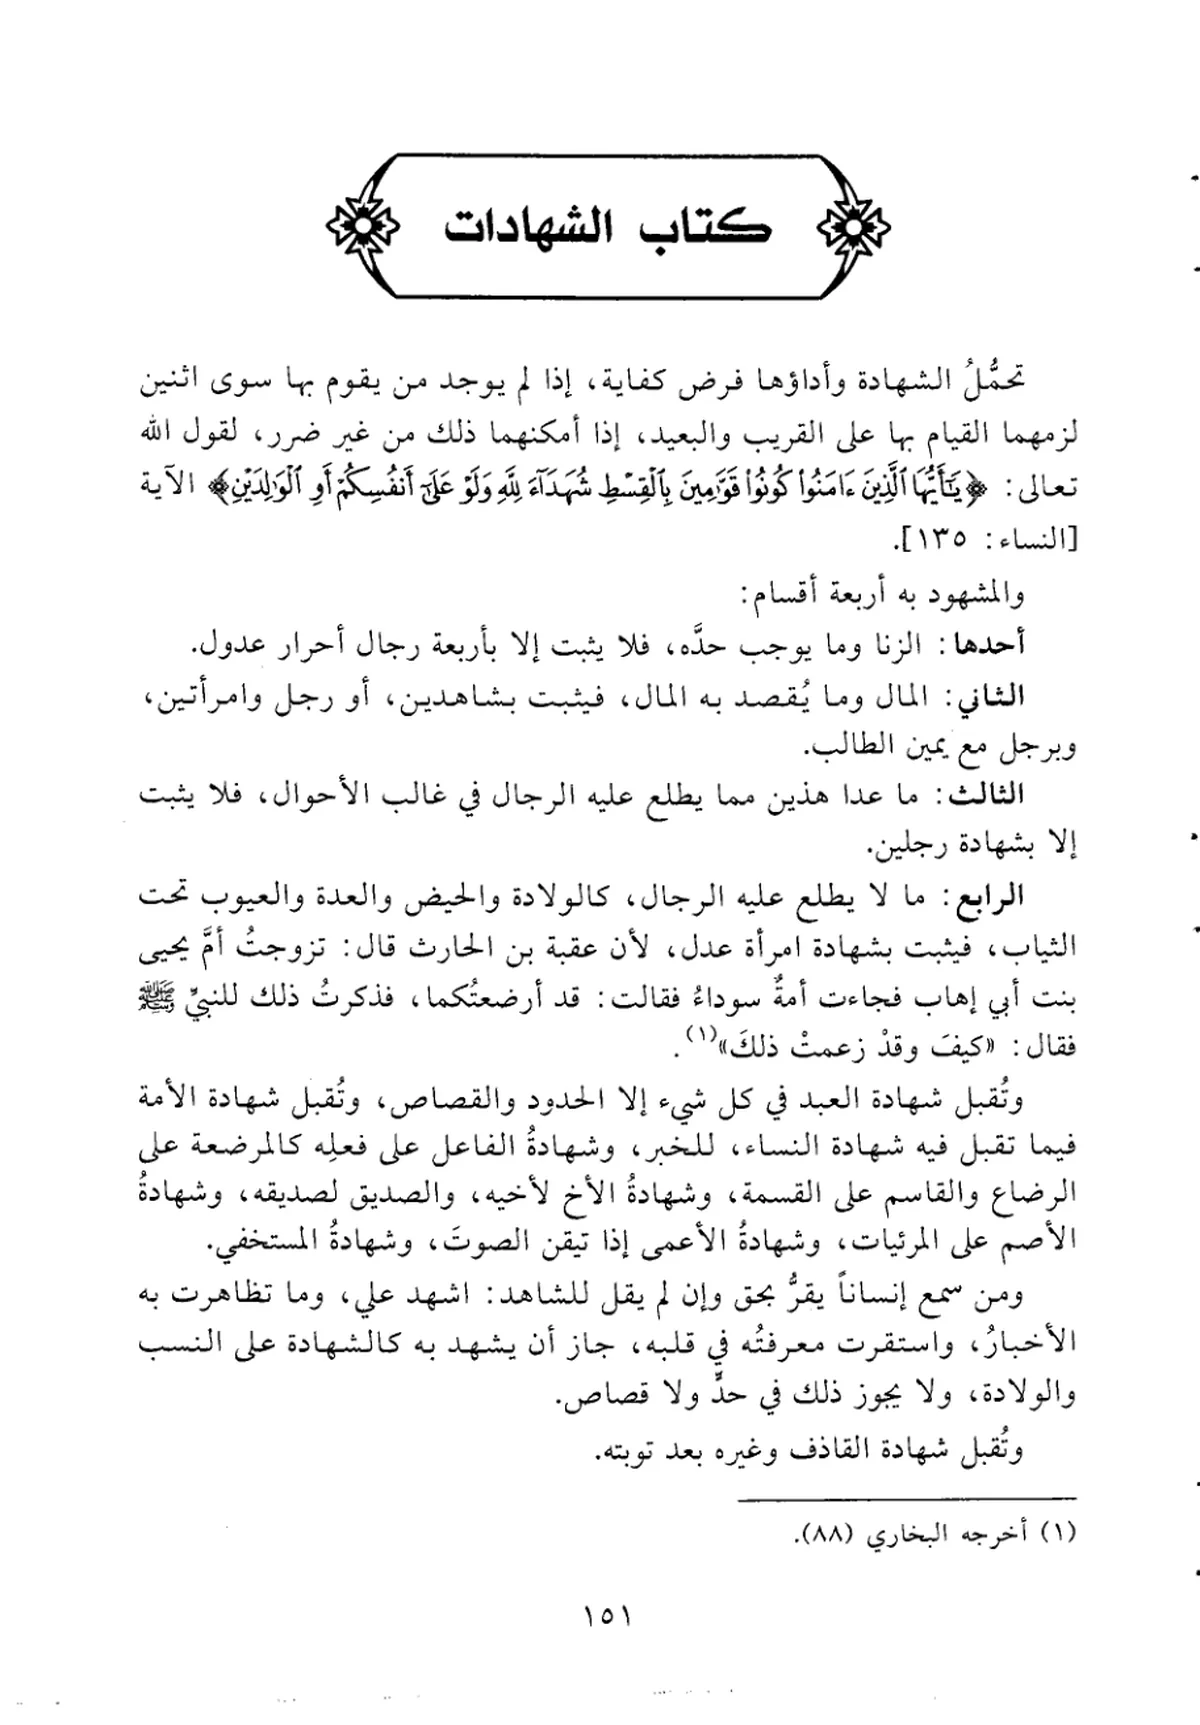 كتاب الشهادات
تحمُّلُ الشهادة وأداؤها فرض كفاية، إذا لم يوجد من يقوم بها سوى اثنين
لزمهما القيام بها على القريب والبعيد، إذا أمكنهما ذلك من غير ضرر، لقول الله
تعالى: ﴿يَٰٓأَيُّهَا ٱلَّذِينَ ءَامَنُوا۟ كُونُوا۟ قَوَّٰمِينَ بِٱلْقِسْطِ شُهَدَآءَ لِلَّهِ وَلَوْ عَلَىٰٓ أَنفُسِكُمْ أَوِ ٱلْوَٰلِدَيْنِ﴾ الآية
[النساء: ١٣٥].
والمشهود به أربعة أقسام:
أحدها: الزنا وما يوجب حدَّه، فلا يثبت إلا بأربعة رجال أحرار عدول.
الثاني: المال وما يُقصد به المال، فيثبت بشاهدين، أو رجل وامرأتين،
وبرجل مع يمين الطالب.
الثالث: ما عدا هذين مما يطلع عليه الرجال في غالب الأحوال، فلا يثبت
إلا بشهادة رجلين.
الرابع: ما لا يطلع عليه الرجال، كالولادة والحيض والعدة والعيوب تحت
الثياب، فيثبت بشهادة امرأة عدل، لأن عقبة بن الحارث قال: تزوجتُ أمَّ يحيى
بنت أبي إهاب فجاءت أمةٌ سوداءُ فقالت: قد أرضعتُكما، فذكرتُ ذلك للنبيِّ ﷺ
فقال: «كيفَ وقدْ زعمتْ ذلكَ»(١).
وتُقبل شهادة العبد في كل شيء إلا الحدود والقصاص، وتُقبل شهادة الأمة
فيما تقبل فيه شهادة النساء، للخبر، وشهادةُ الفاعل على فعلِه كالمرضعة على
الرضاع والقاسم على القسمة، وشهادةُ الأخ لأخيه، والصديق لصديقه، وشهادةُ
الأصم على المرئيات، وشهادةُ الأعمى إذا تيقن الصوتَ، وشهادةُ المستخفي.
ومن سمع إنساناً يقرُّ بحق وإن لم يقل للشاهد: اشهد علي، وما تظاهرت به
الأخبارُ، واستقرت معرفتُه في قلبه، جاز أن يشهد به كالشهادة على النسب
والولادة، ولا يجوز ذلك في حدٍّ ولا قصاص.
وتُقبل شهادة القاذف وغيره بعد توبته.
(١) أخرجه البخاري (٨٨).
١٥١